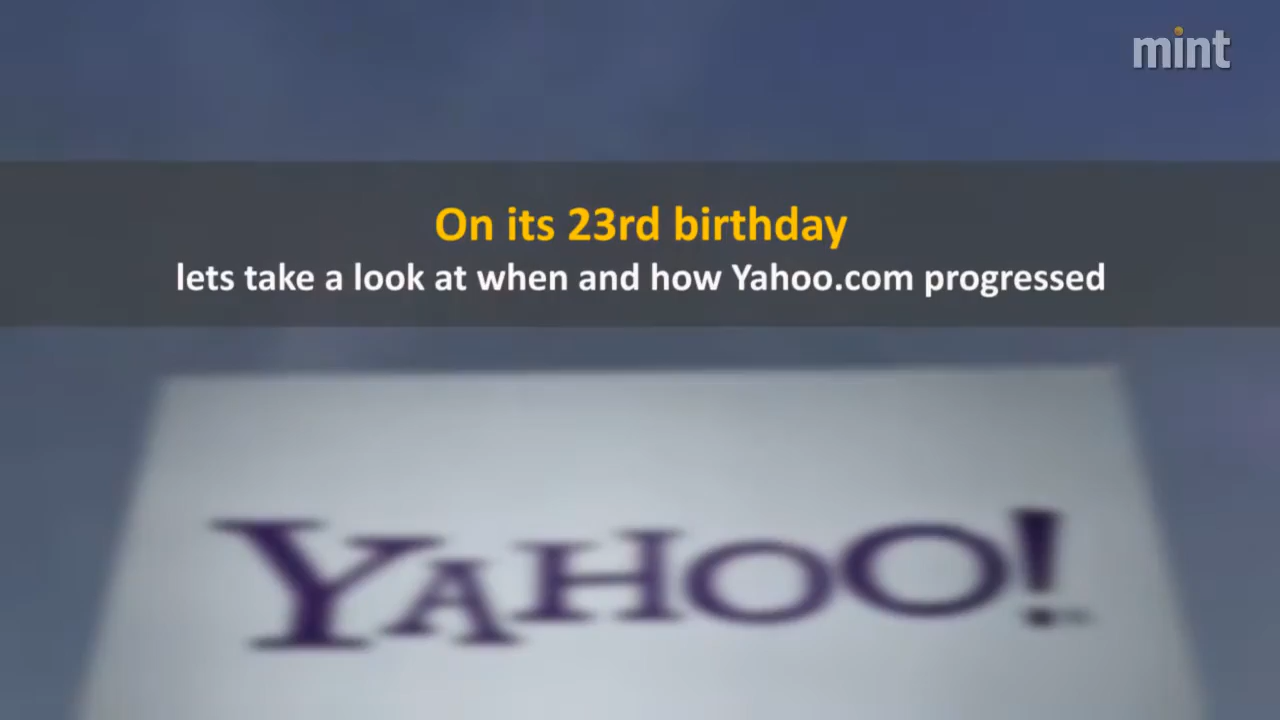 mint
On its 23rd birthday
lets take a look at when and how Yahoo.com progressed
YAHOO!